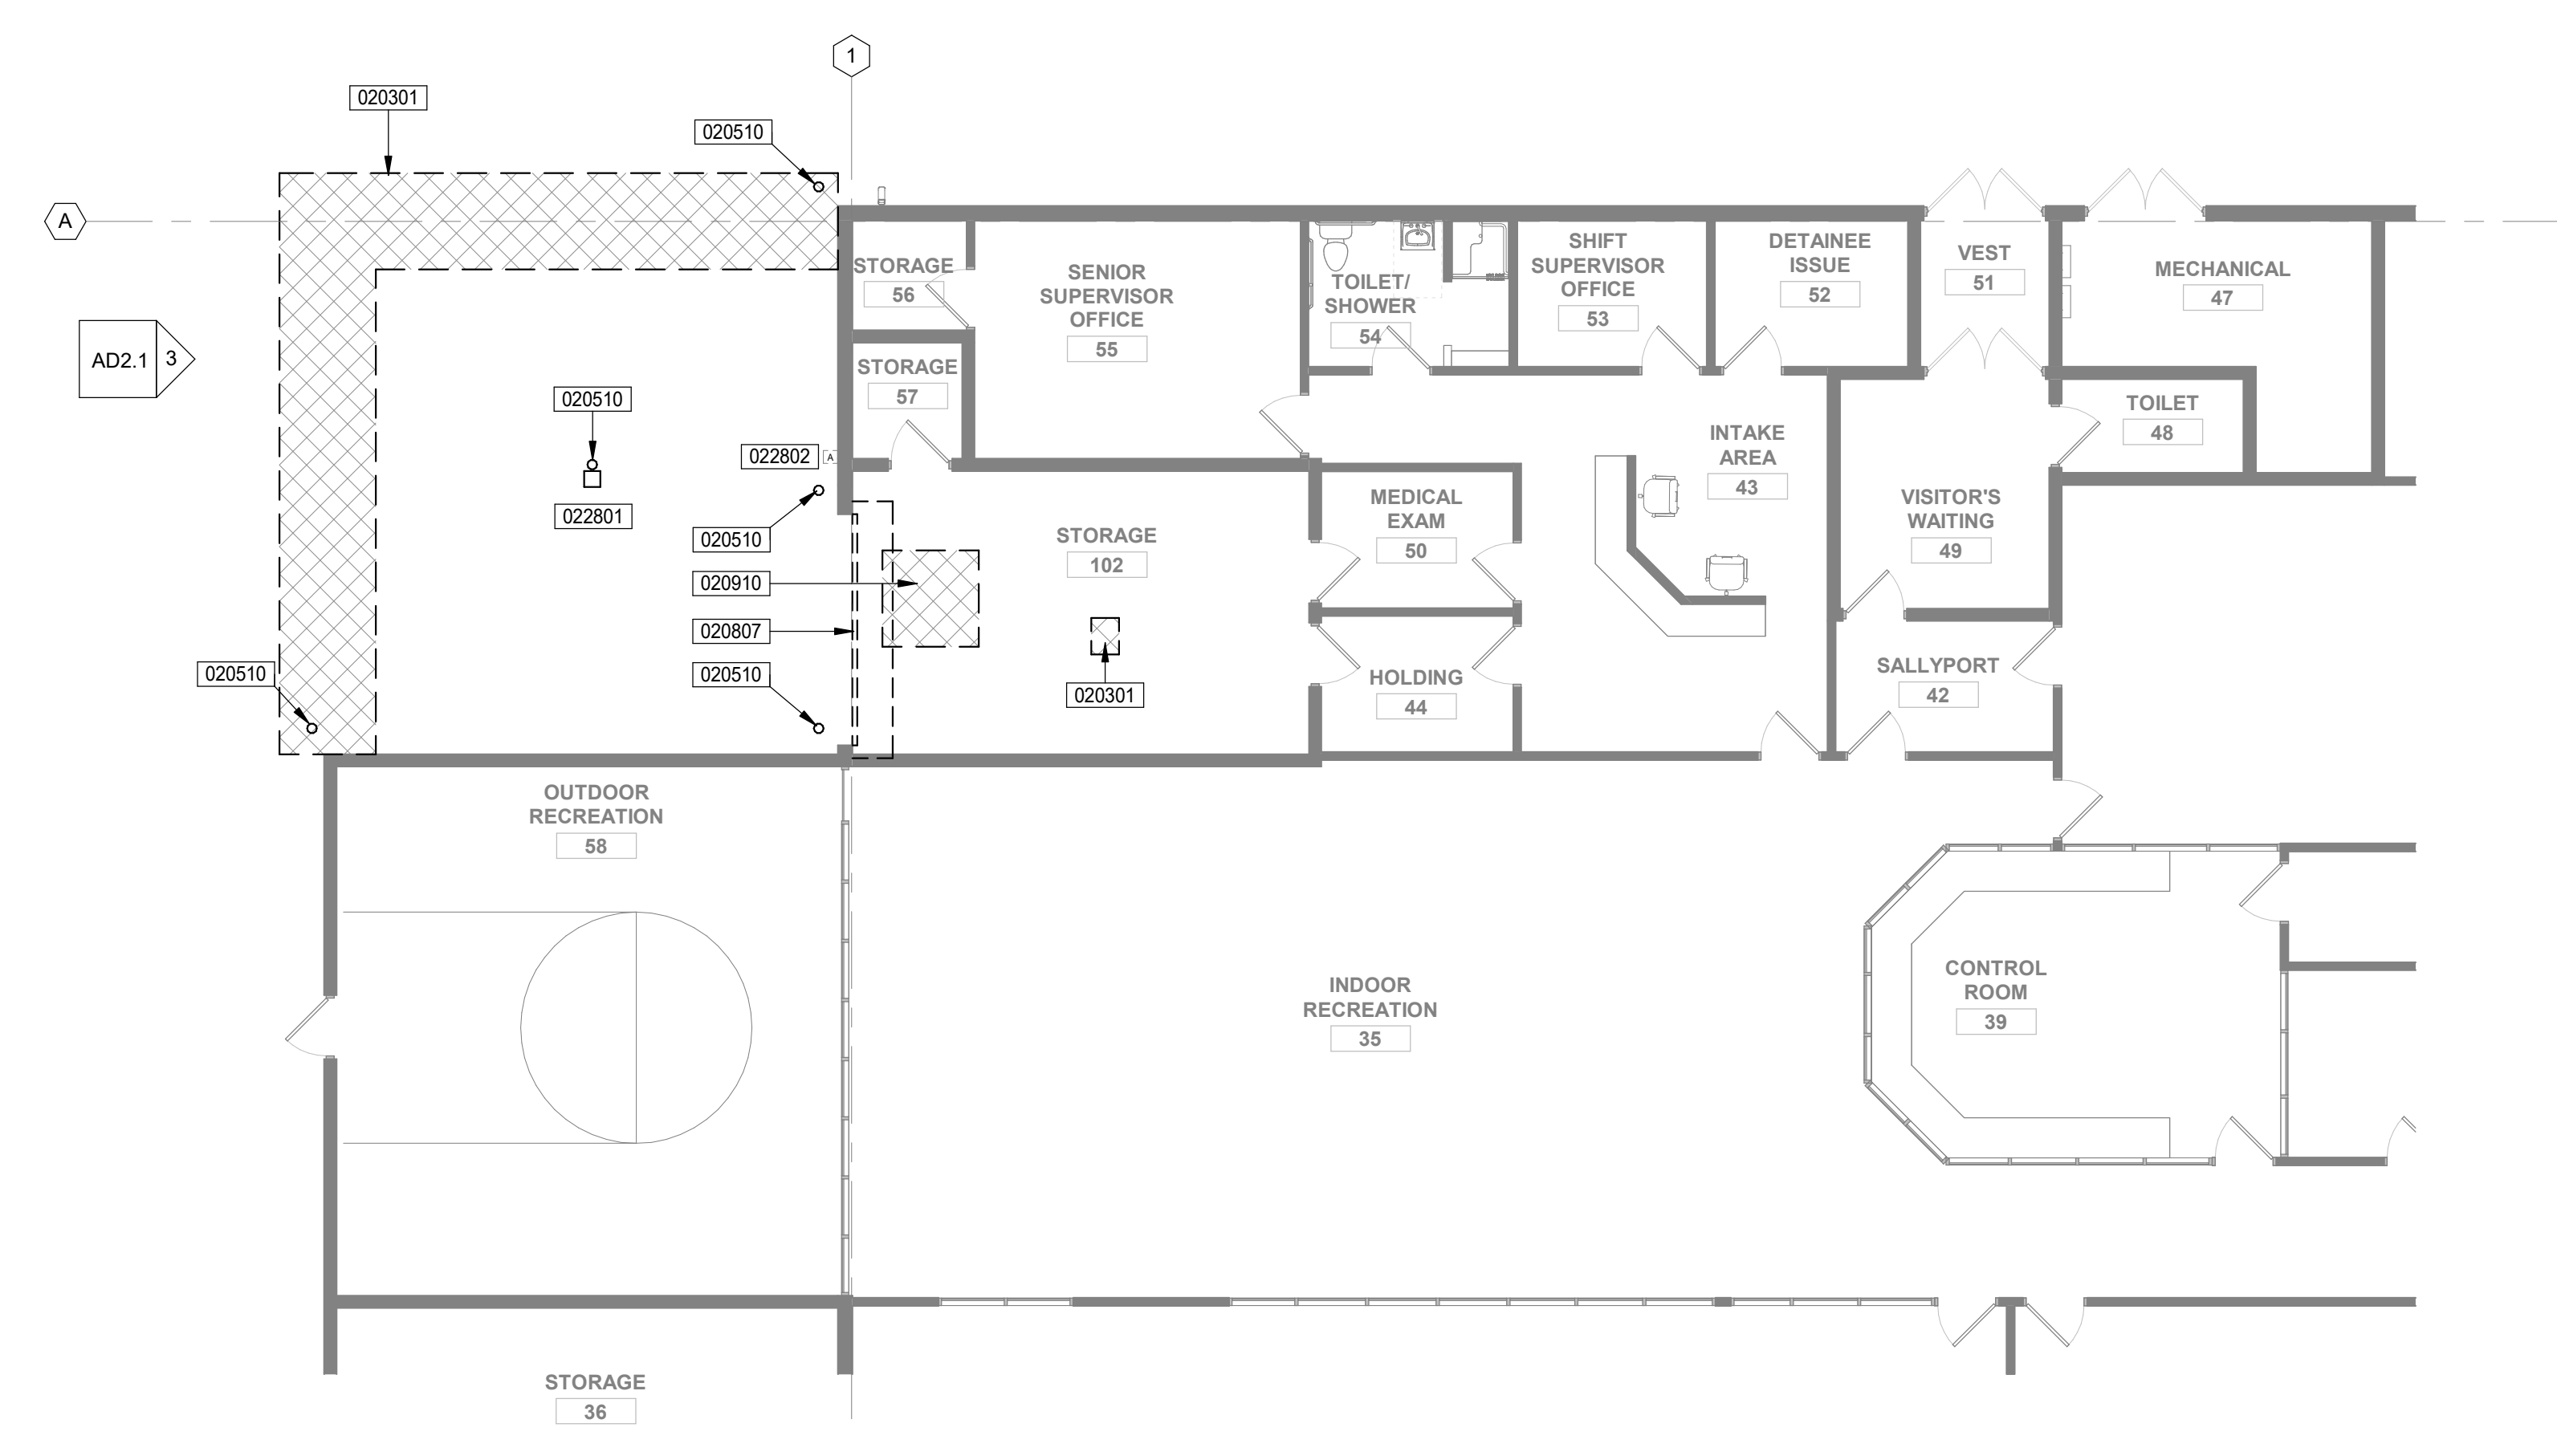 1
020301
020510
A
STORAGE
56
SENIOR
SUPERVISOR
OFFICE
55
TOILET/
SHOWER
54
SHIFT
SUPERVISOR
OFFICE
53
DETAINEE
ISSUE
52
VEST
51
MECHANICAL
47
AD2.1
3
STORAGE
57
020510
022801
022802
A
020510
020910
020807
020510
020510
STORAGE
102
020301
MEDICAL
EXAM
50
HOLDING
44
INTAKE
AREA
43
TOILET
48
VISITOR'S
WAITING
49
SALLYPORT
42
OUTDOOR
RECREATION
58
INDOOR
RECREATION
35
CONTROL
ROOM
39
STORAGE
36